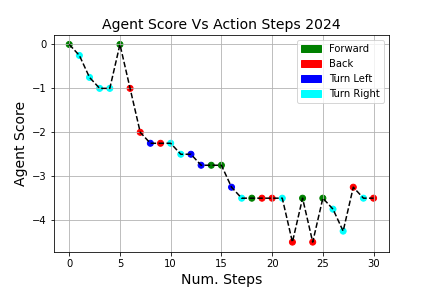 Agent Score Vs Action Steps 2024
Agent Score
0
−1
−2
−3
−4
Forward
Back
Turn Left
Turn Right
0 5 10 15 20 25 30
Num. Steps